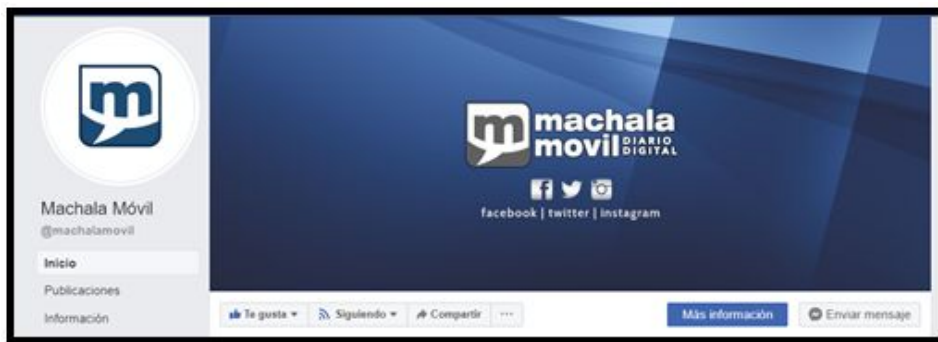 m
Machala Móvil
@machalamovil
Inicio
Publicaciones
Información
m machala
movil DIARIO
DIGITAL
facebook | twitter | instagram
Te gusta
Siguiendo
Compartir
Más información
Enviar mensaje